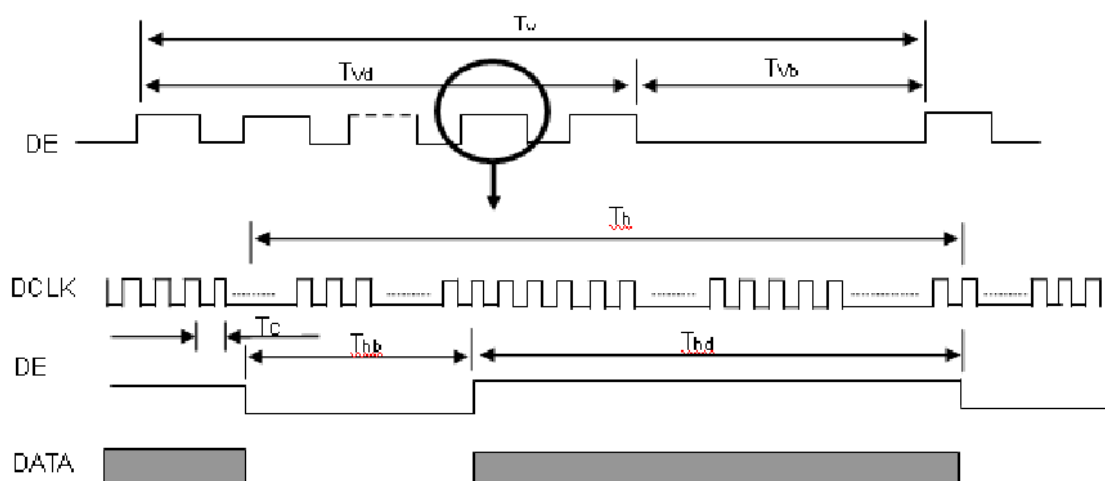 Tv
Tvd
Tvb
DE
Th
DCLK
Tc
Thb
Thd
DE
DATA